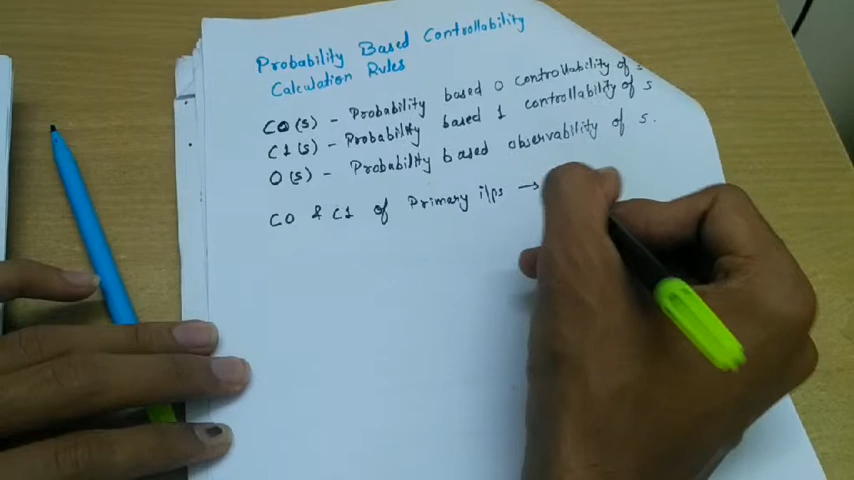 Probability Based Controllability
Calculation Rules
C0(s) - Probability based 0 controllability of s
C1(s) - Probability based 1 controllability of s
O(s) - Probability based observability of s.
C0 & C1 of Primary i/ps →